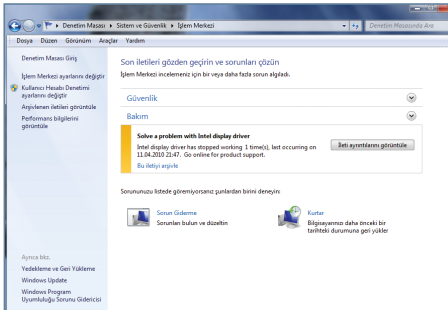 Denetim Masası ▸ Sistem ve Güvenlik ▸ İşlem Merkezi
Denetim Masasında Ara
Dosya Düzen Görünüm Araçlar Yardım
Denetim Masası Giriş
İşlem Merkezi ayarlarını değiştir
Kullanıcı Hesabı Denetimi
ayarlarını değiştir
Arşivlenen iletileri görüntüle
Performans bilgilerini
görüntüle
Son iletileri gözden geçirin ve sorunları çözün
İşlem Merkezi incelemeniz için bir veya daha fazla sorun algıladı.
Güvenlik
Bakım
Solve a problem with Intel display driver
Intel display driver has stopped working 1 time(s), last occurring on
11.04.2010 21:47. Go online for product support.
Bu iletiyi arşivle
İleti ayrıntılarını görüntüle
Sorununuzu listede göremiyorsanız şunlardan birini deneyin:
Sorun Giderme
Sorunları bulun ve düzeltin
Kurtar
Bilgisayarınızı daha önceki bir
tarihteki durumuna geri yükler
Ayrıca bkz.
Yedekleme ve Geri Yükleme
Windows Update
Windows Program
Uyumluluğu Sorunu Gidericisi